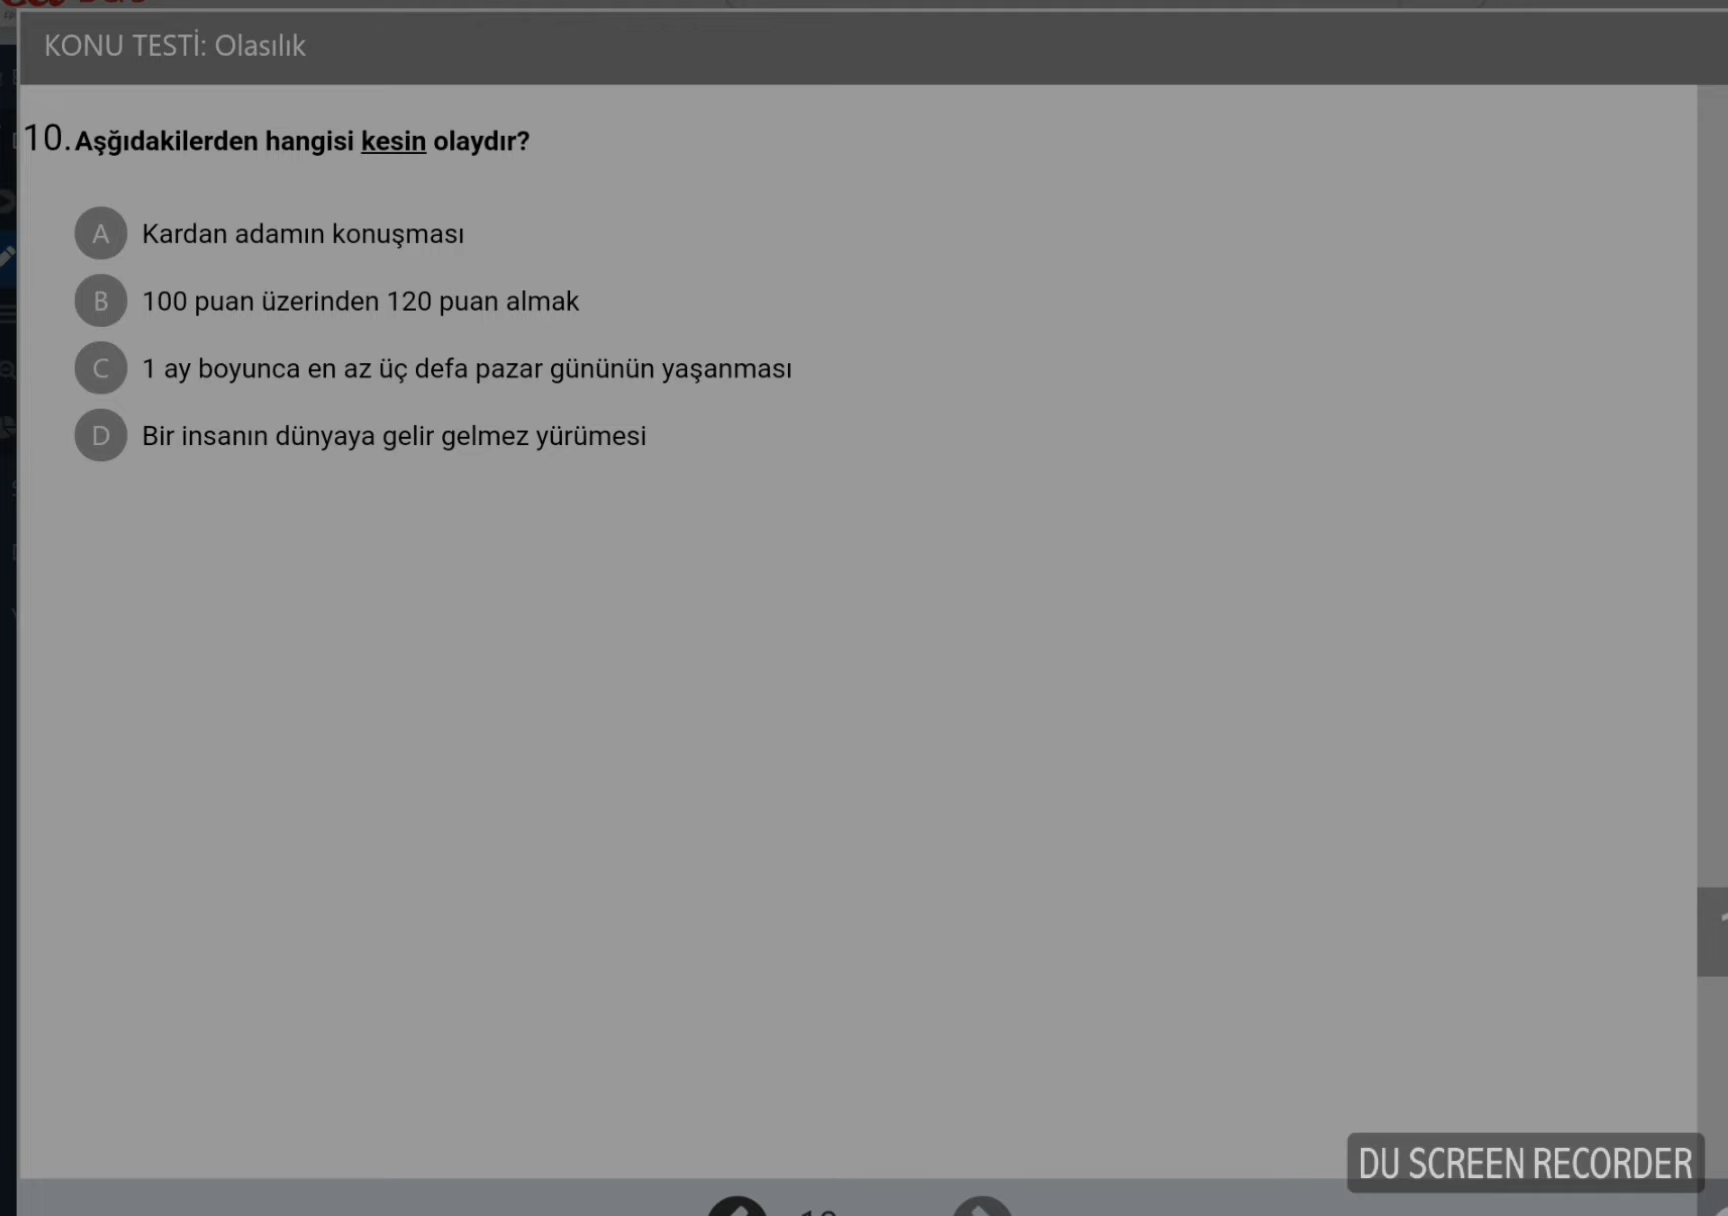 KONU TESTİ: Olasılık
10. Aşğıdakilerden hangisi kesin olaydır?
A Kardan adamın konuşması
B 100 puan üzerinden 120 puan almak
C 1 ay boyunca en az üç defa pazar gününün yaşanması
D Bir insanın dünyaya gelir gelmez yürümesi
DU SCREEN RECORDER